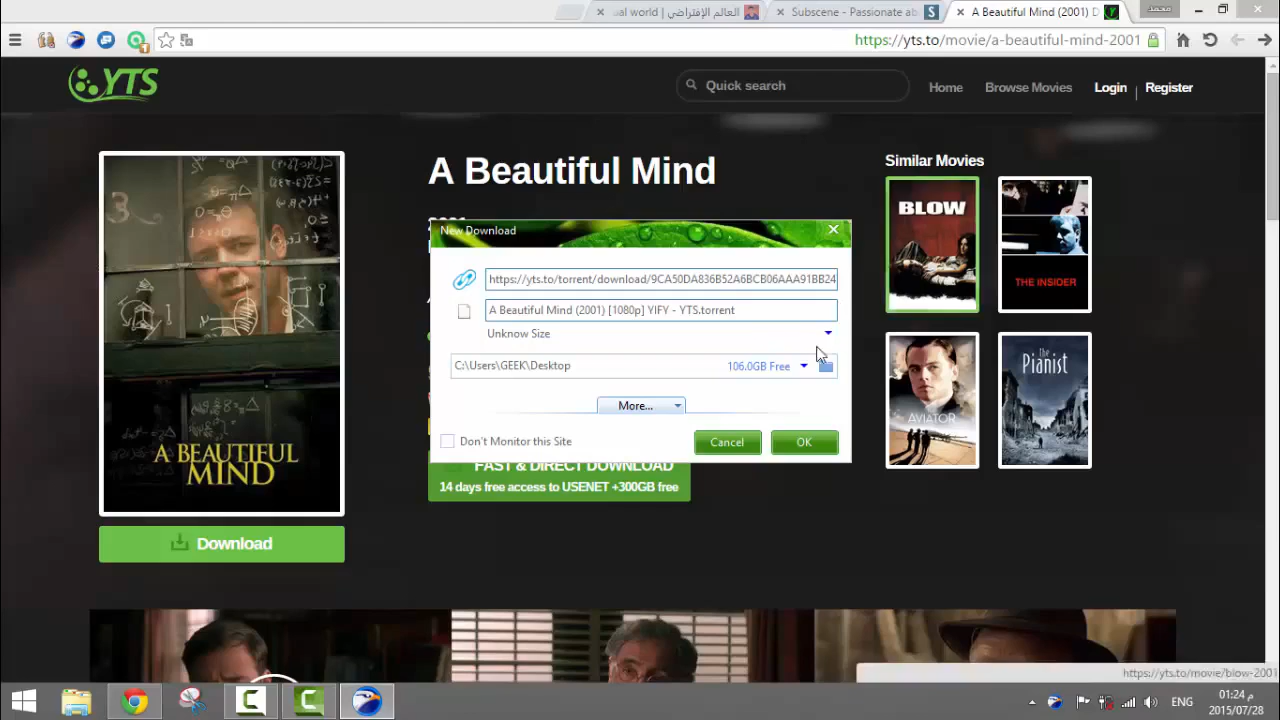 al world | العالم الإفتراضي
Subscene - Passionate ab
A Beautiful Mind (2001) D
محمد
https://yts.to/movie/a-beautiful-mind-2001
YTS
Quick search
Home
Browse Movies
Login
Register
A Beautiful Mind
2001
Similar Movies
BLOW
THE INSIDER
AVIATOR
the
Pianist
New Download
https://yts.to/torrent/download/9CA50DA836B52A6BCB06AAA91BB24
A Beautiful Mind (2001) [1080p] YIFY - YTS.torrent
Unknow Size
C:\Users\GEEK\Desktop
106.0GB Free
More...
Don't Monitor this Site
Cancel
OK
FAST & DIRECT DOWNLOAD
14 days free access to USENET +300GB free
A BEAUTIFUL
MIND
Download
https://yts.to/movie/blow-2001
ENG
01:24 م
2015/07/28